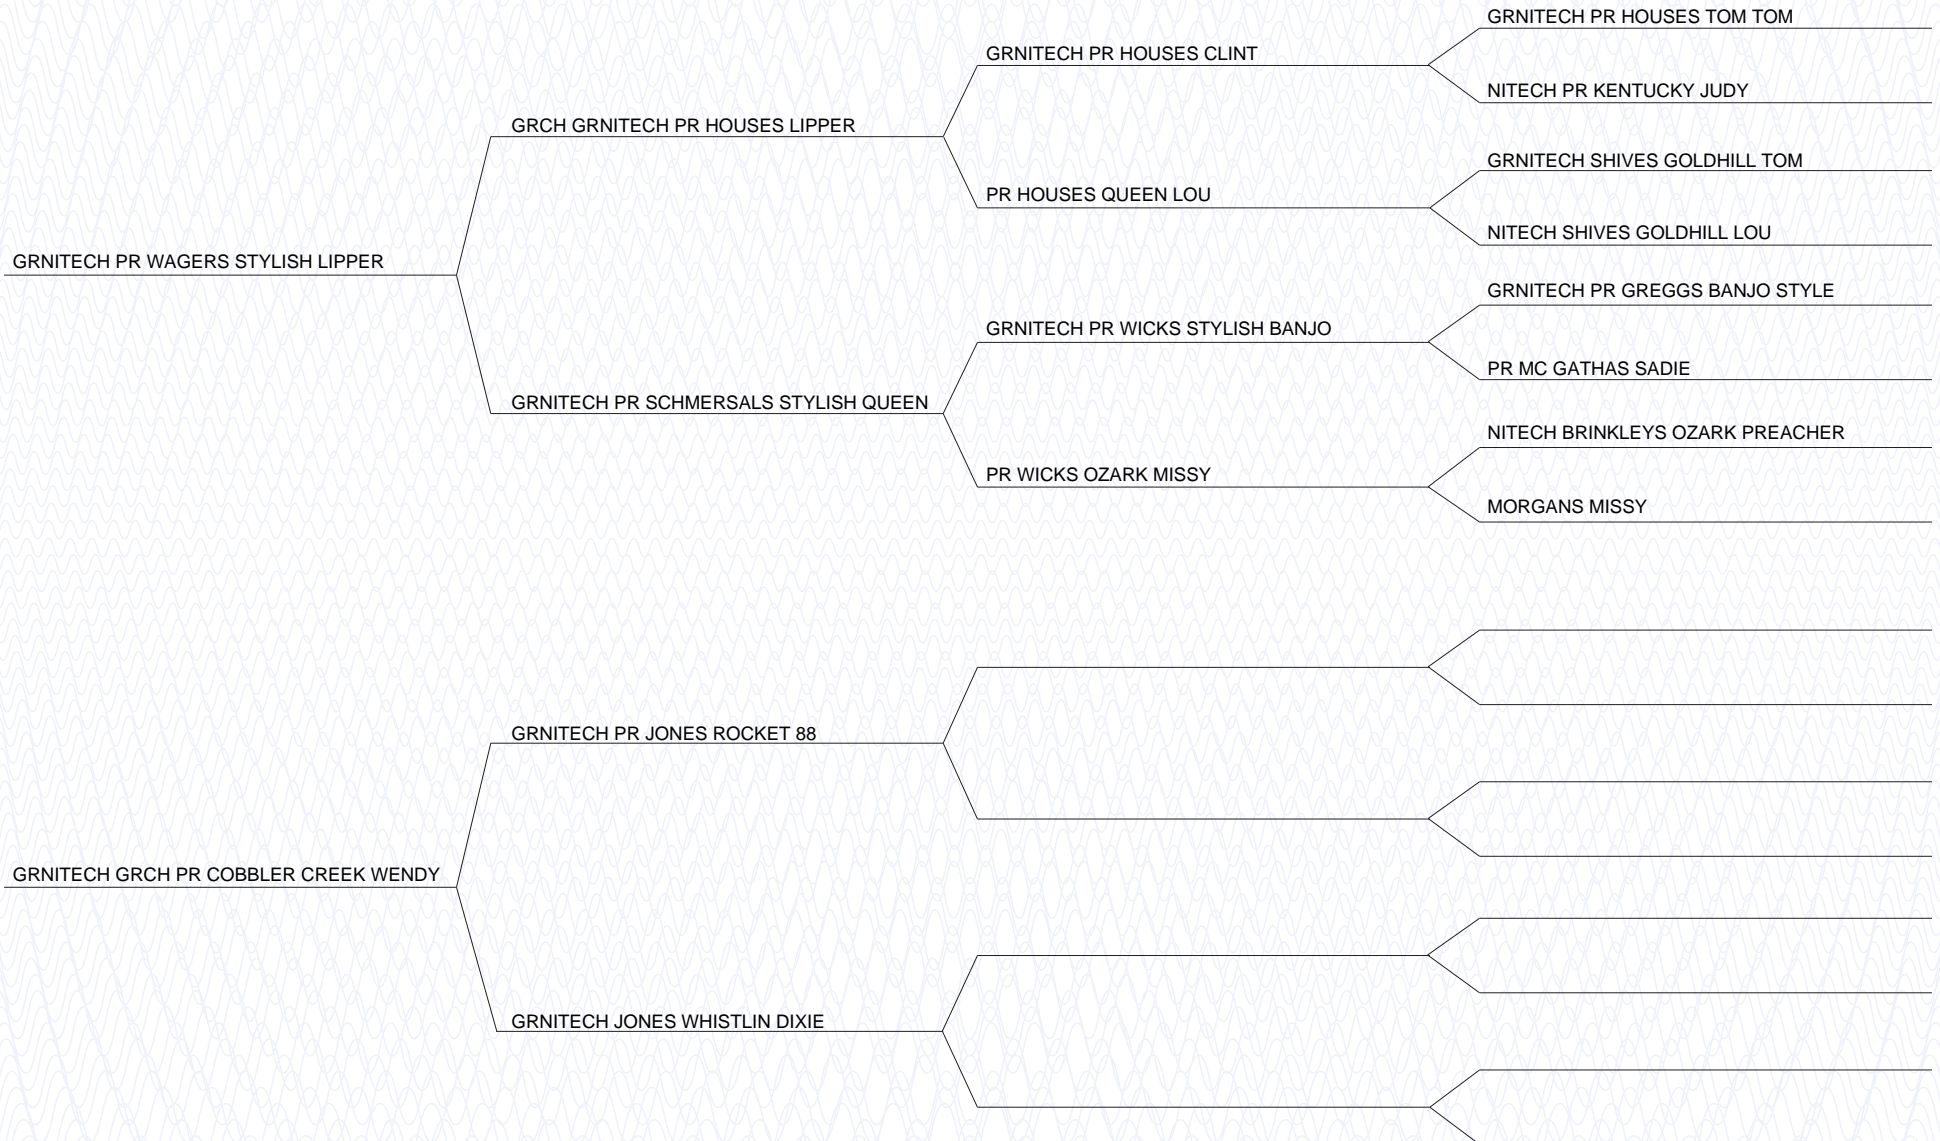 GRNITECH PR HOUSES TOM TOM
GRNITECH PR HOUSES CLINT
NITECH PR KENTUCKY JUDY
GRCH GRNITECH PR HOUSES LIPPER
GRNITECH SHIVES GOLDHILL TOM
PR HOUSES QUEEN LOU
NITECH SHIVES GOLDHILL LOU
GRNITECH PR WAGERS STYLISH LIPPER
GRNITECH PR GREGGS BANJO STYLE
GRNITECH PR WICKS STYLISH BANJO
PR MC GATHAS SADIE
GRNITECH PR SCHMERSALS STYLISH QUEEN
NITECH BRINKLEYS OZARK PREACHER
PR WICKS OZARK MISSY
MORGANS MISSY
GRNITECH PR JONES ROCKET 88
GRNITECH GRCH PR COBBLER CREEK WENDY
GRNITECH JONES WHISTLIN DIXIE